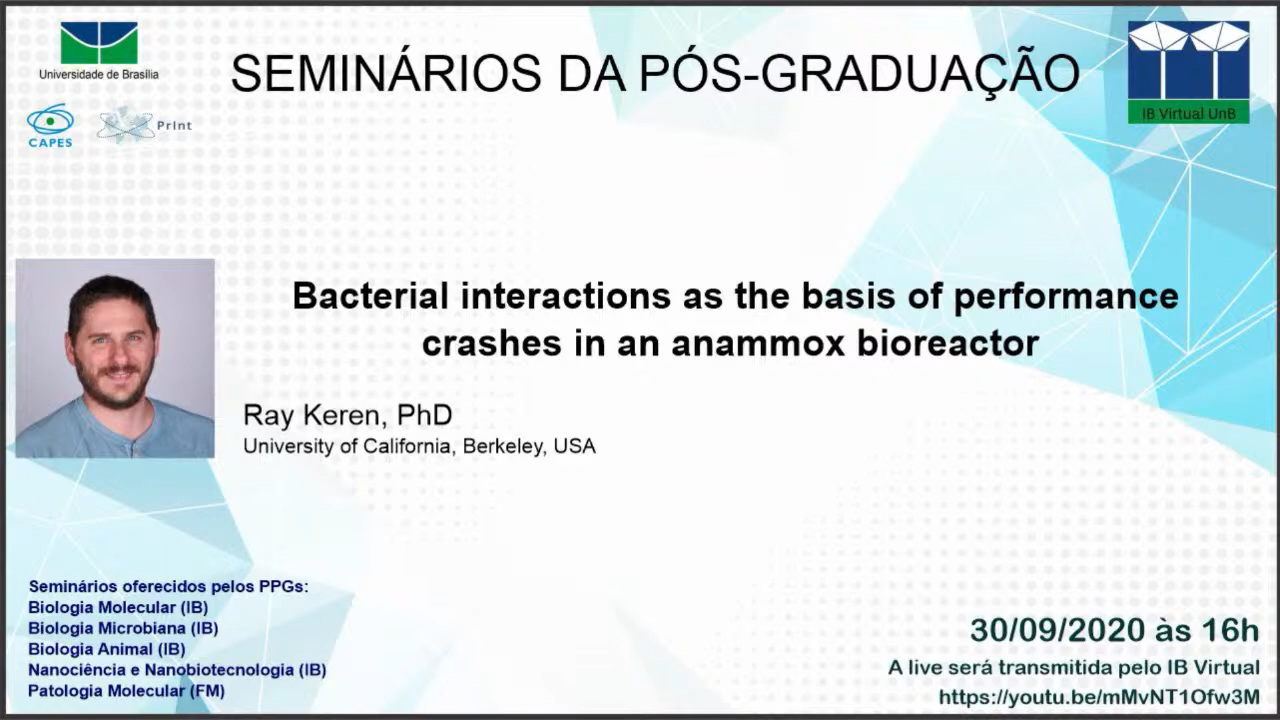 Universidade de Brasília
CAPES
PrInt
SEMINÁRIOS DA PÓS-GRADUAÇÃO
IB Virtual UnB
Bacterial interactions as the basis of performance
crashes in an anammox bioreactor
Ray Keren, PhD
University of California, Berkeley, USA
Seminários oferecidos pelos PPGs:
Biologia Molecular (IB)
Biologia Microbiana (IB)
Biologia Animal (IB)
Nanociência e Nanobiotecnologia (IB)
Patologia Molecular (FM)
30/09/2020 às 16h
A live será transmitida pelo IB Virtual
https://youtu.be/mMvNT1Ofw3M